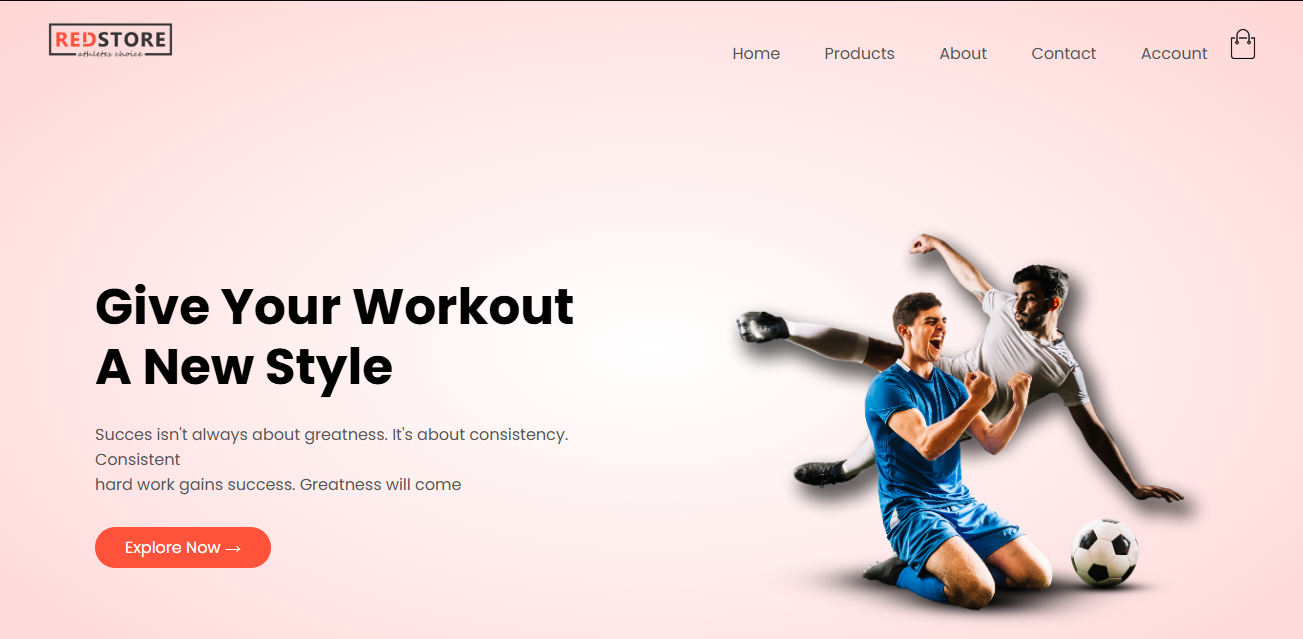 REDSTORE
athletes choice
Home Products About Contact Account
Give Your Workout
A New Style
Succes isn't always about greatness. It's about consistency.
Consistent
hard work gains success. Greatness will come
Explore Now →